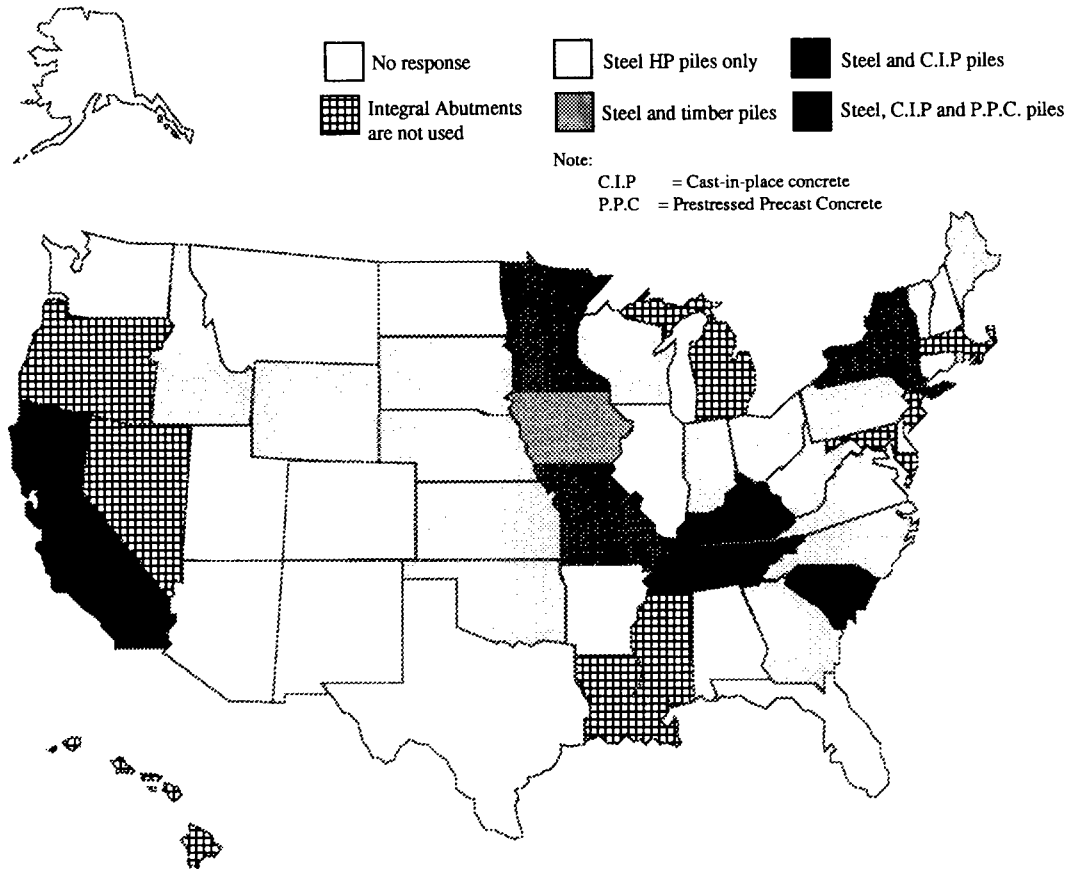 No response
Integral Abutments
are not used
Steel HP piles only
Steel and timber piles
Steel and C.I.P piles
Steel, C.I.P and P.P.C. piles
Note:
C.I.P = Cast-in-place concrete
P.P.C = Prestressed Precast Concrete